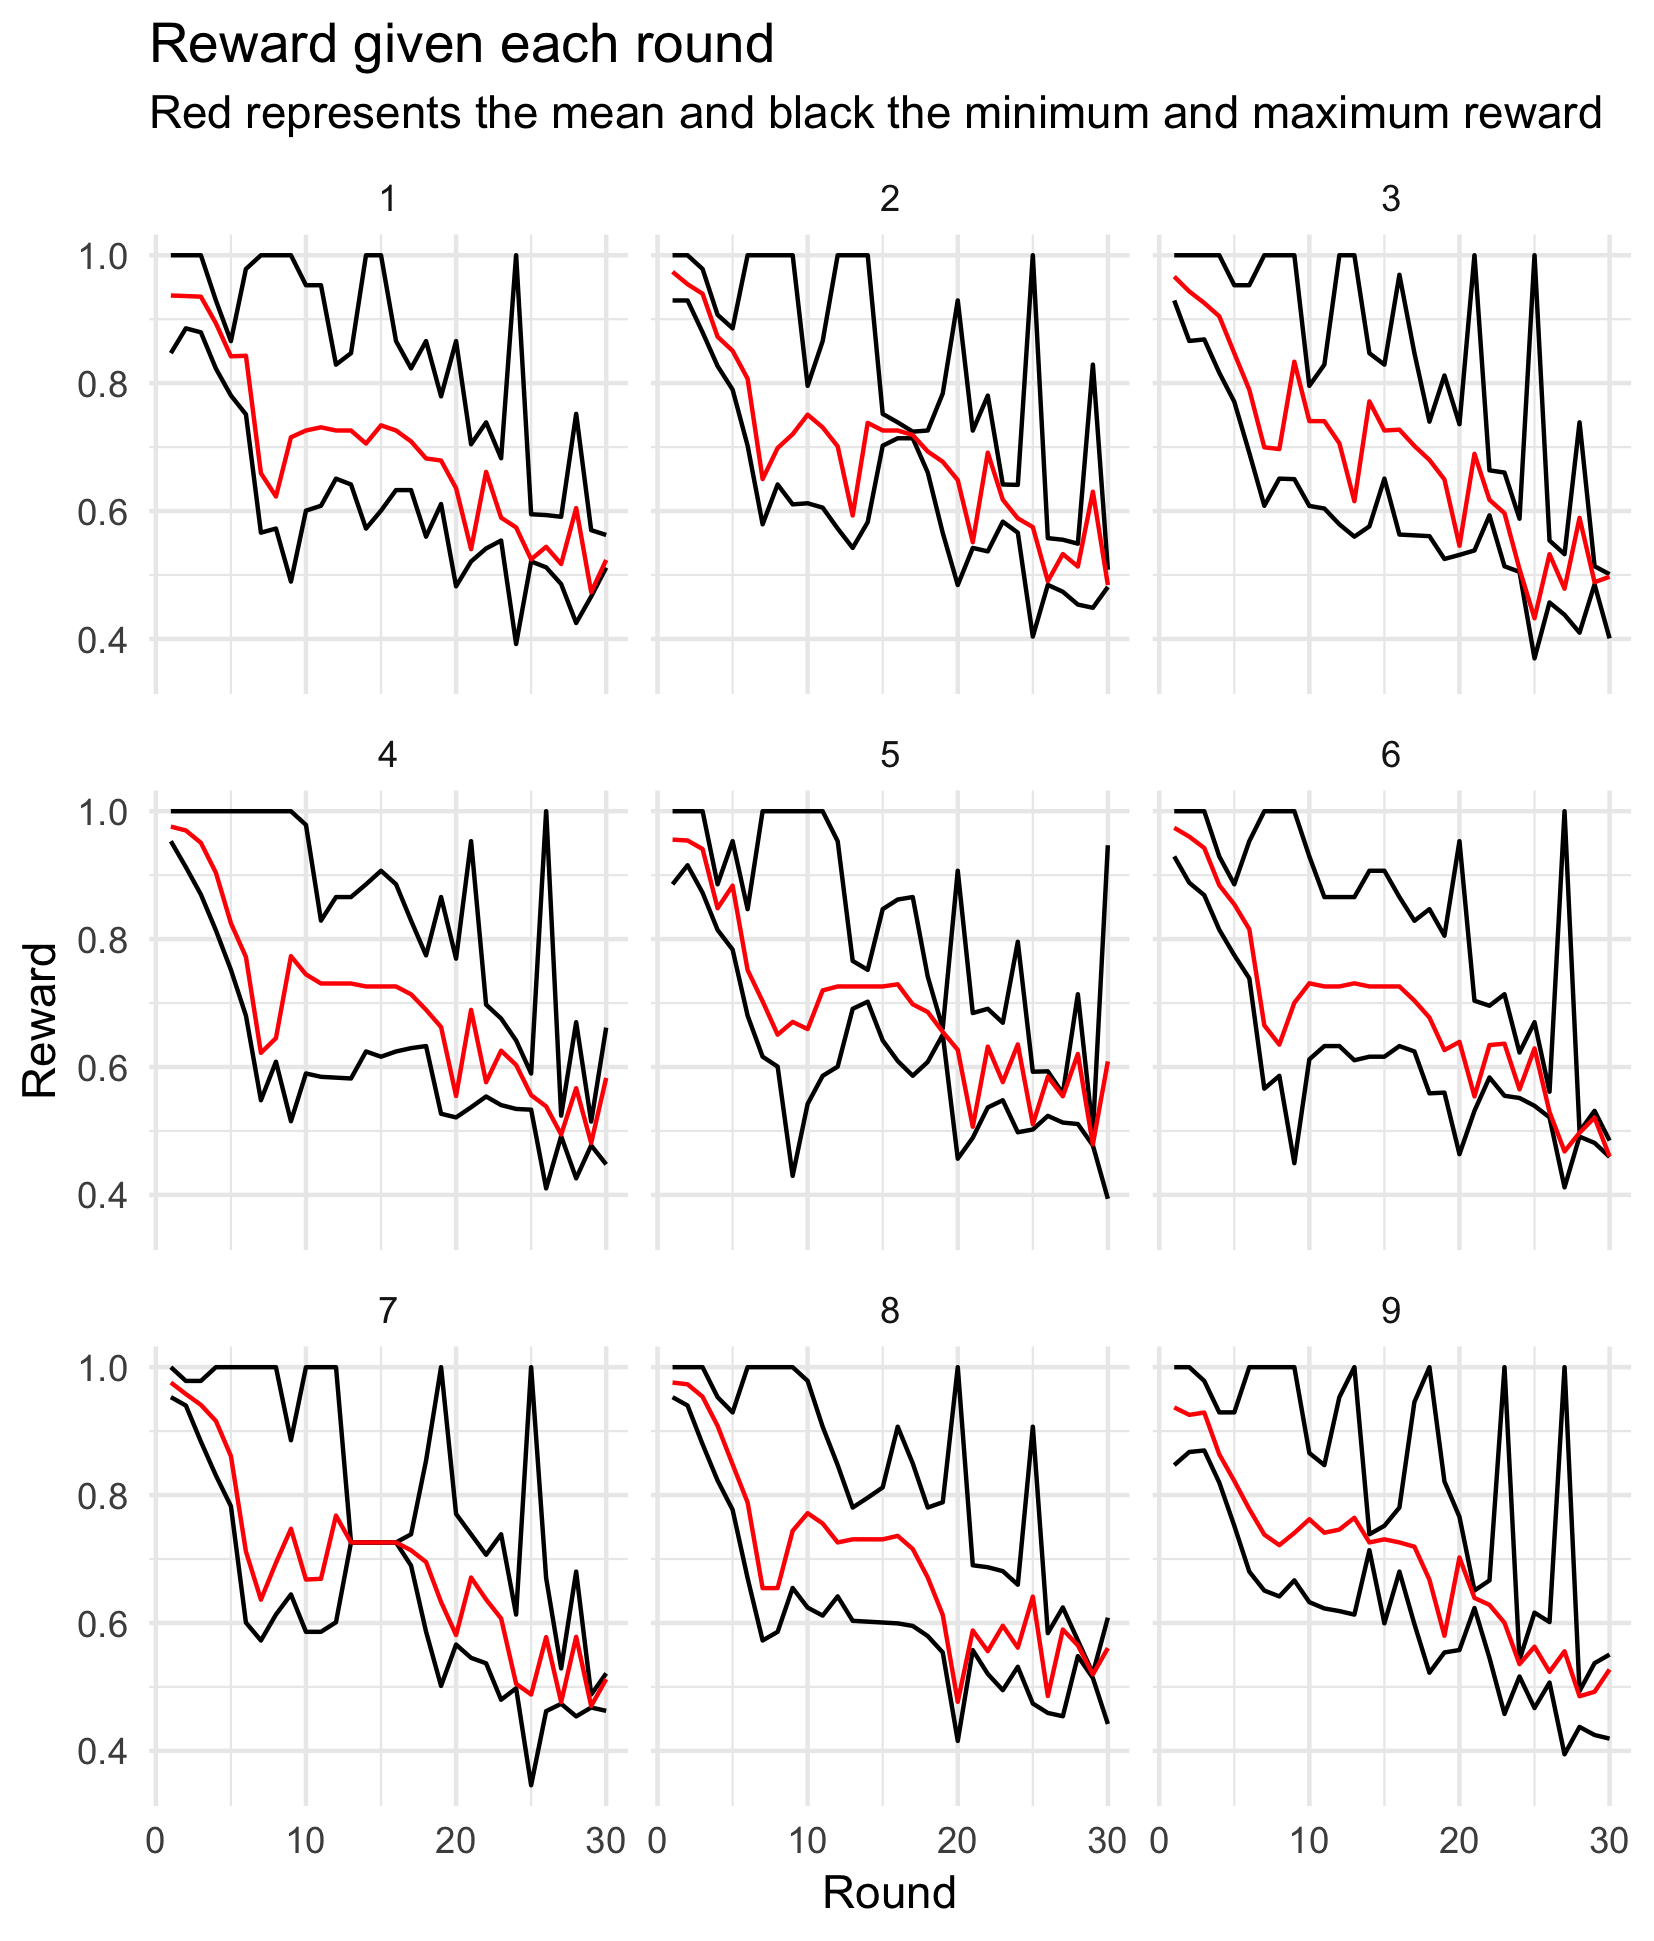 Reward given each round
Red represents the mean and black the minimum and maximum reward
1 2 3
1.0
0.8
0.6
0.4
4 5 6
1.0
0.8
0.6
0.4
Reward
7 8 9
1.0
0.8
0.6
0.4
0 10 20 30 0 10 20 30 0 10 20 30
Round